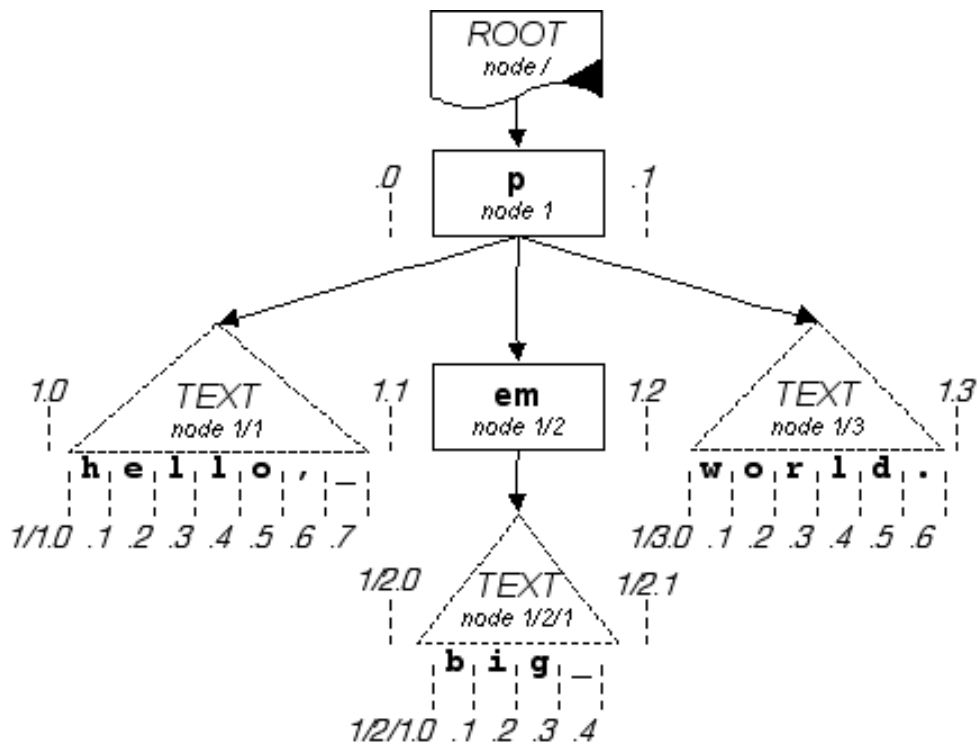 ROOT
node /
.0 p .1
node 1
1.0 TEXT 1.1 em 1.2 TEXT 1.3
node 1/1 node 1/2 node 1/3
h e l l o , _ w o r l d .
1/1.0 .1 .2 .3 .4 .5 .6 .7 1/3.0 .1 .2 .3 .4 .5 .6
1/2.0 TEXT 1/2.1
node 1/2/1
b i g _
1/2/1.0 .1 .2 .3 .4